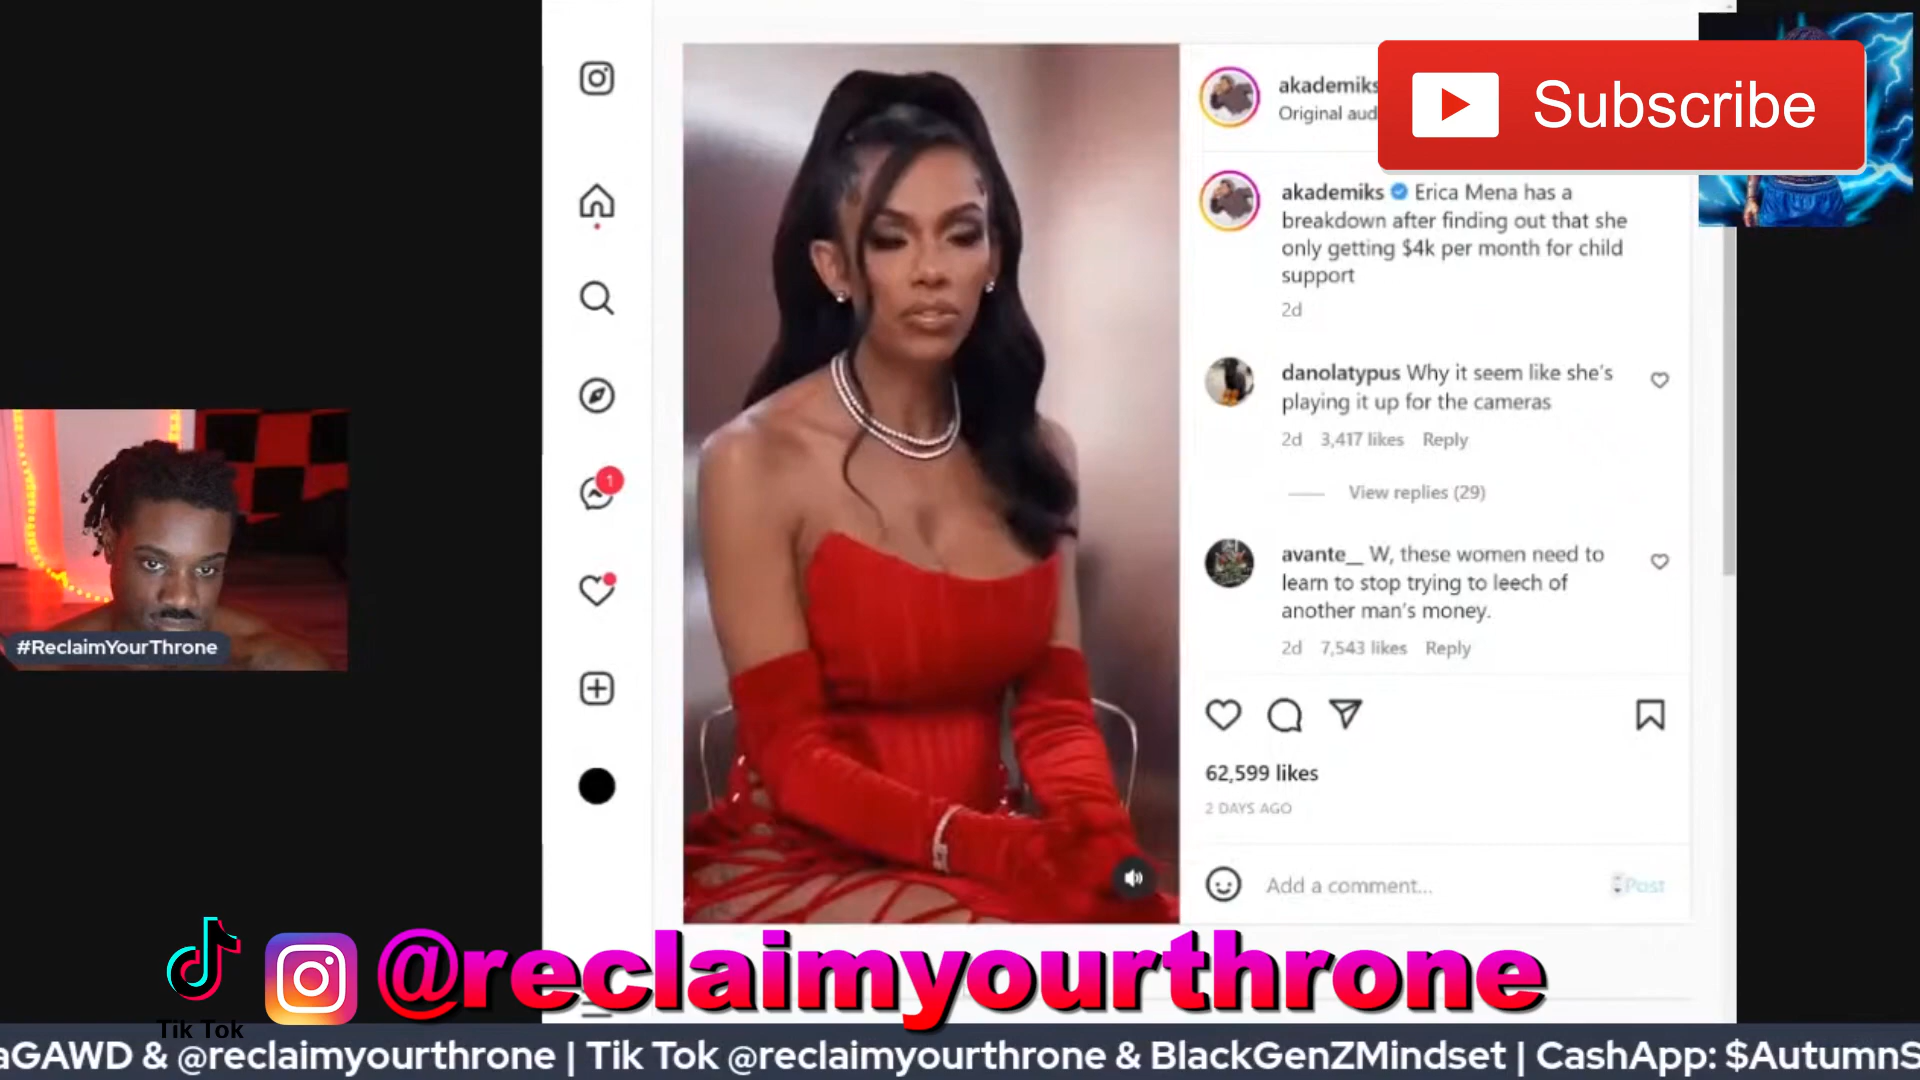 akademiks
Original aud
Subscribe
akademiks Erica Mena has a
breakdown after finding out that she
only getting $4k per month for child
support
2d
danolatypus Why it seem like she's
playing it up for the cameras
2d 3,417 likes Reply
View replies (29)
avante__ W, these women need to
learn to stop trying to leech of
another man's money.
2d 7,543 likes Reply
62,599 likes
2 DAYS AGO
Add a comment...
Post
1
#ReclaimYourThrone
Tik Tok
@reclaimyourthrone
aGAWD & @reclaimyourthrone | Tik Tok @reclaimyourthrone & BlackGenZMindset | CashApp: $AutumnS